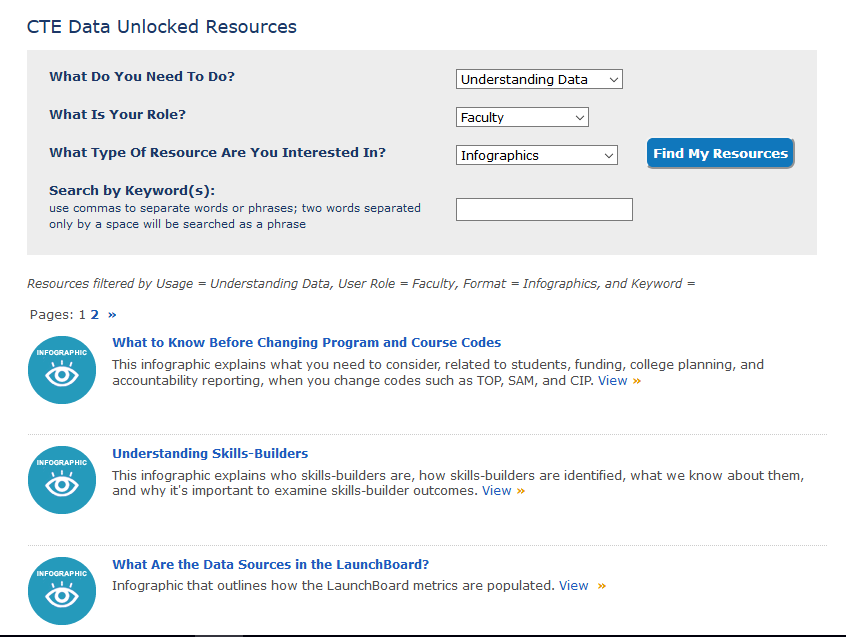 CTE Data Unlocked Resources
What Do You Need To Do?
Understanding Data
What Is Your Role?
Faculty
What Type Of Resource Are You Interested In?
Infographics
Find My Resources
Search by Keyword(s):
use commas to separate words or phrases; two words separated
only by a space will be searched as a phrase
Resources filtered by Usage = Understanding Data, User Role = Faculty, Format = Infographics, and Keyword =
Pages: 1 2 »
INFOGRAPHIC
What to Know Before Changing Program and Course Codes
This infographic explains what you need to consider, related to students, funding, college planning, and
accountability reporting, when you change codes such as TOP, SAM, and CIP. View »
INFOGRAPHIC
Understanding Skills-Builders
This infographic explains who skills-builders are, how skills-builders are identified, what we know about them,
and why it's important to examine skills-builder outcomes. View »
INFOGRAPHIC
What Are the Data Sources in the LaunchBoard?
Infographic that outlines how the LaunchBoard metrics are populated. View »